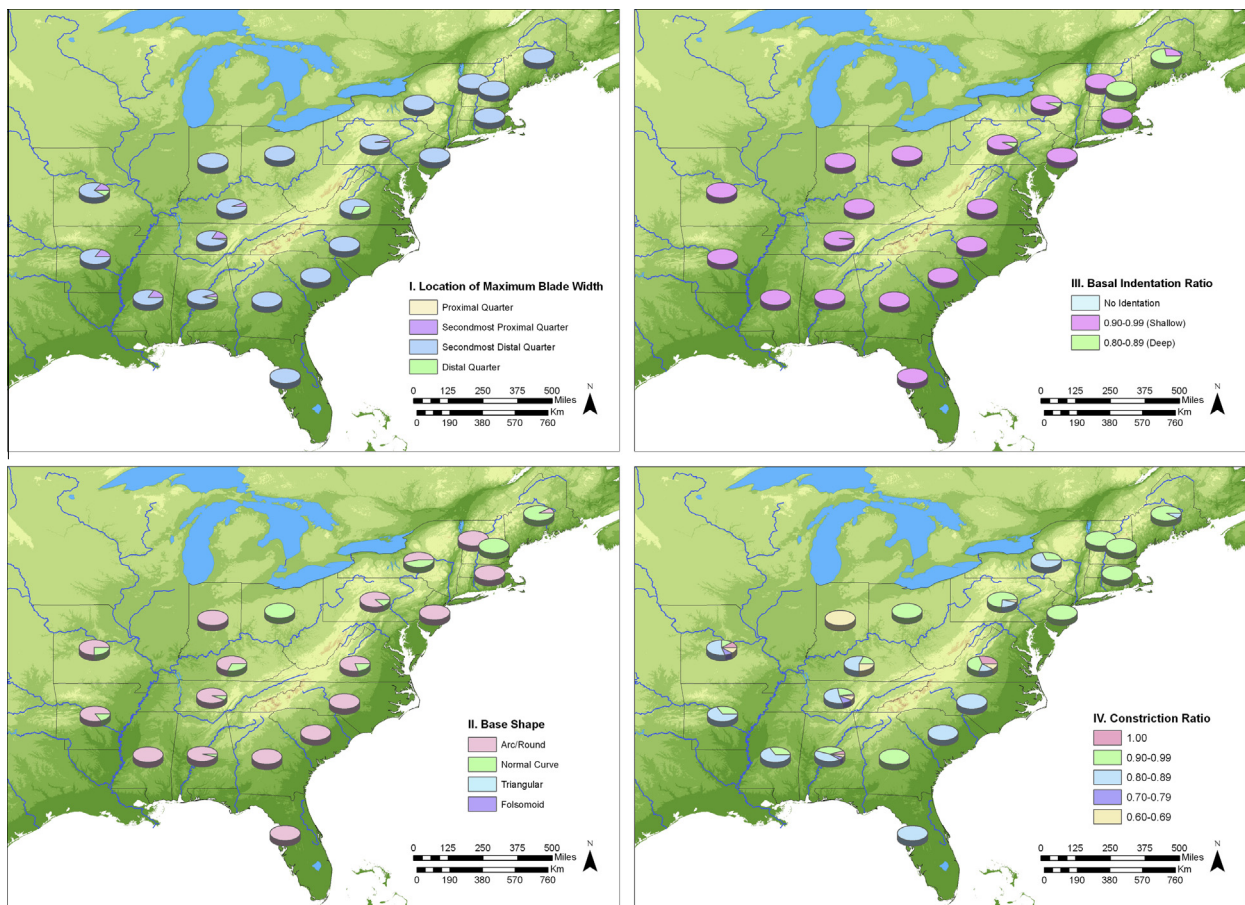 I. Location of Maximum Blade Width
Proximal Quarter
Secondmost Proximal Quarter
Secondmost Distal Quarter
Distal Quarter
0 125 250 375 500
Miles
Km
0 190 380 570 760
N
III. Basal Indentation Ratio
No Identation
0.90-0.99 (Shallow)
0.80-0.89 (Deep)
0 125 250 375 500
Miles
Km
0 190 380 570 760
N
II. Base Shape
Arc/Round
Normal Curve
Triangular
Folsomoid
0 125 250 375 500
Miles
Km
0 190 380 570 760
N
IV. Constriction Ratio
1.00
0.90-0.99
0.80-0.89
0.70-0.79
0.60-0.69
0 125 250 375 500
Miles
Km
0 190 380 570 760
N